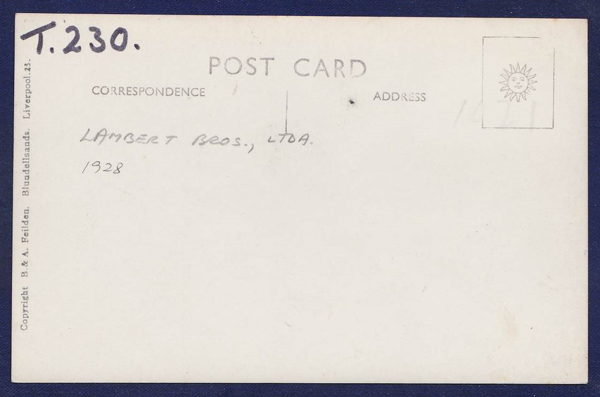 T.230.
POST CARD
CORRESPONDENCE
ADDRESS
LAMBERT BROS., LTDA.
1928
Copyright B & A. Feilden. Blundellsands. Liverpool.23.